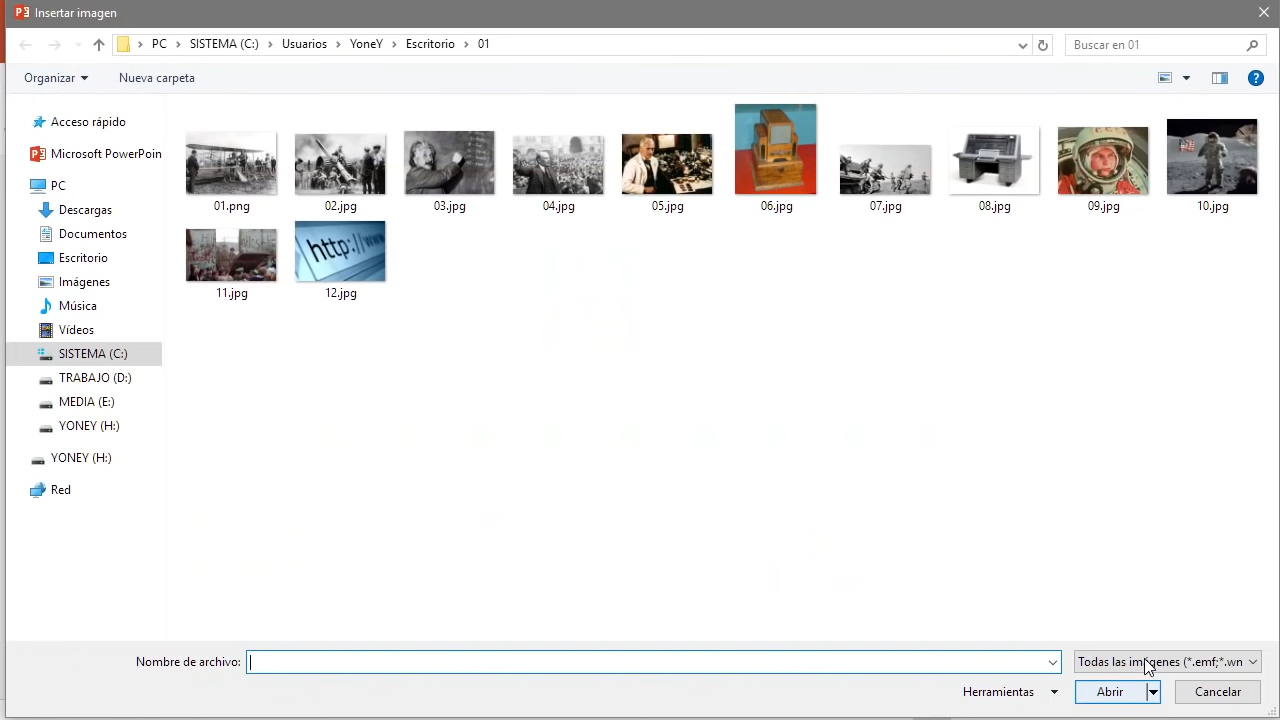 Insertar imagen
PC > SISTEMA (C:) > Usuarios > YoneY > Escritorio > 01
Buscar en 01
Organizar
Nueva carpeta
Acceso rápido
Microsoft PowerPoin
PC
Descargas
Documentos
Escritorio
Imágenes
Música
Vídeos
SISTEMA (C:)
TRABAJO (D:)
MEDIA (E:)
YONEY (H:)
YONEY (H:)
Red
01.png
02.jpg
03.jpg
04.jpg
05.jpg
06.jpg
07.jpg
08.jpg
09.jpg
10.jpg
http://www
11.jpg
12.jpg
Nombre de archivo:
Todas las imágenes (*.emf;*.wn
Herramientas
Abrir
Cancelar